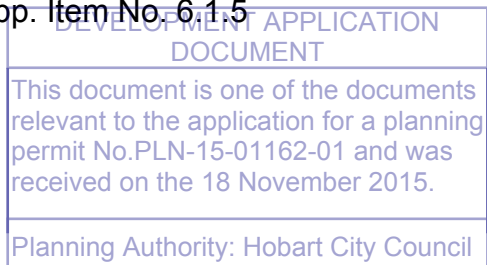 pp. Item No. 6.1.5
DEVELOPMENT APPLICATION
DOCUMENT
This document is one of the documents
relevant to the application for a planning
permit No.PLN-15-01162-01 and was
received on the 18 November 2015.
Planning Authority: Hobart City Council